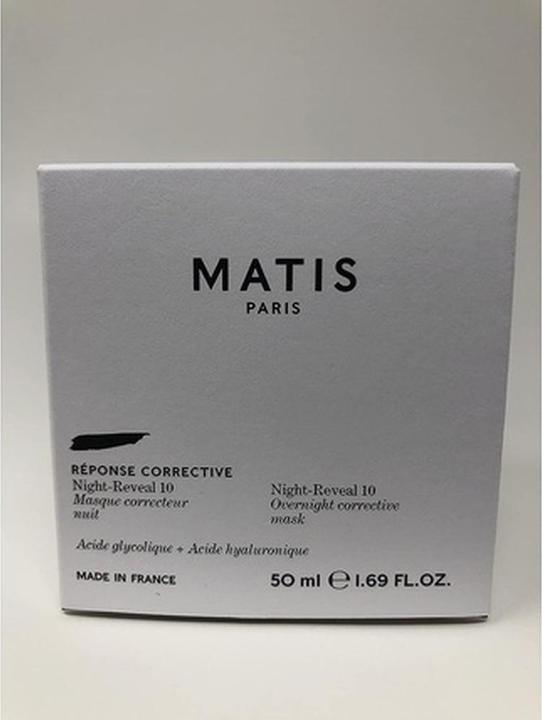 MATIS
PARIS
RÉPONSE CORRECTIVE
Night-Reveal 10
Masque correcteur
nuit
Night-Reveal 10
Overnight corrective
mask
Acide glycolique + Acide hyaluronique
MADE IN FRANCE
50 ml ℮ 1.69 FL.OZ.